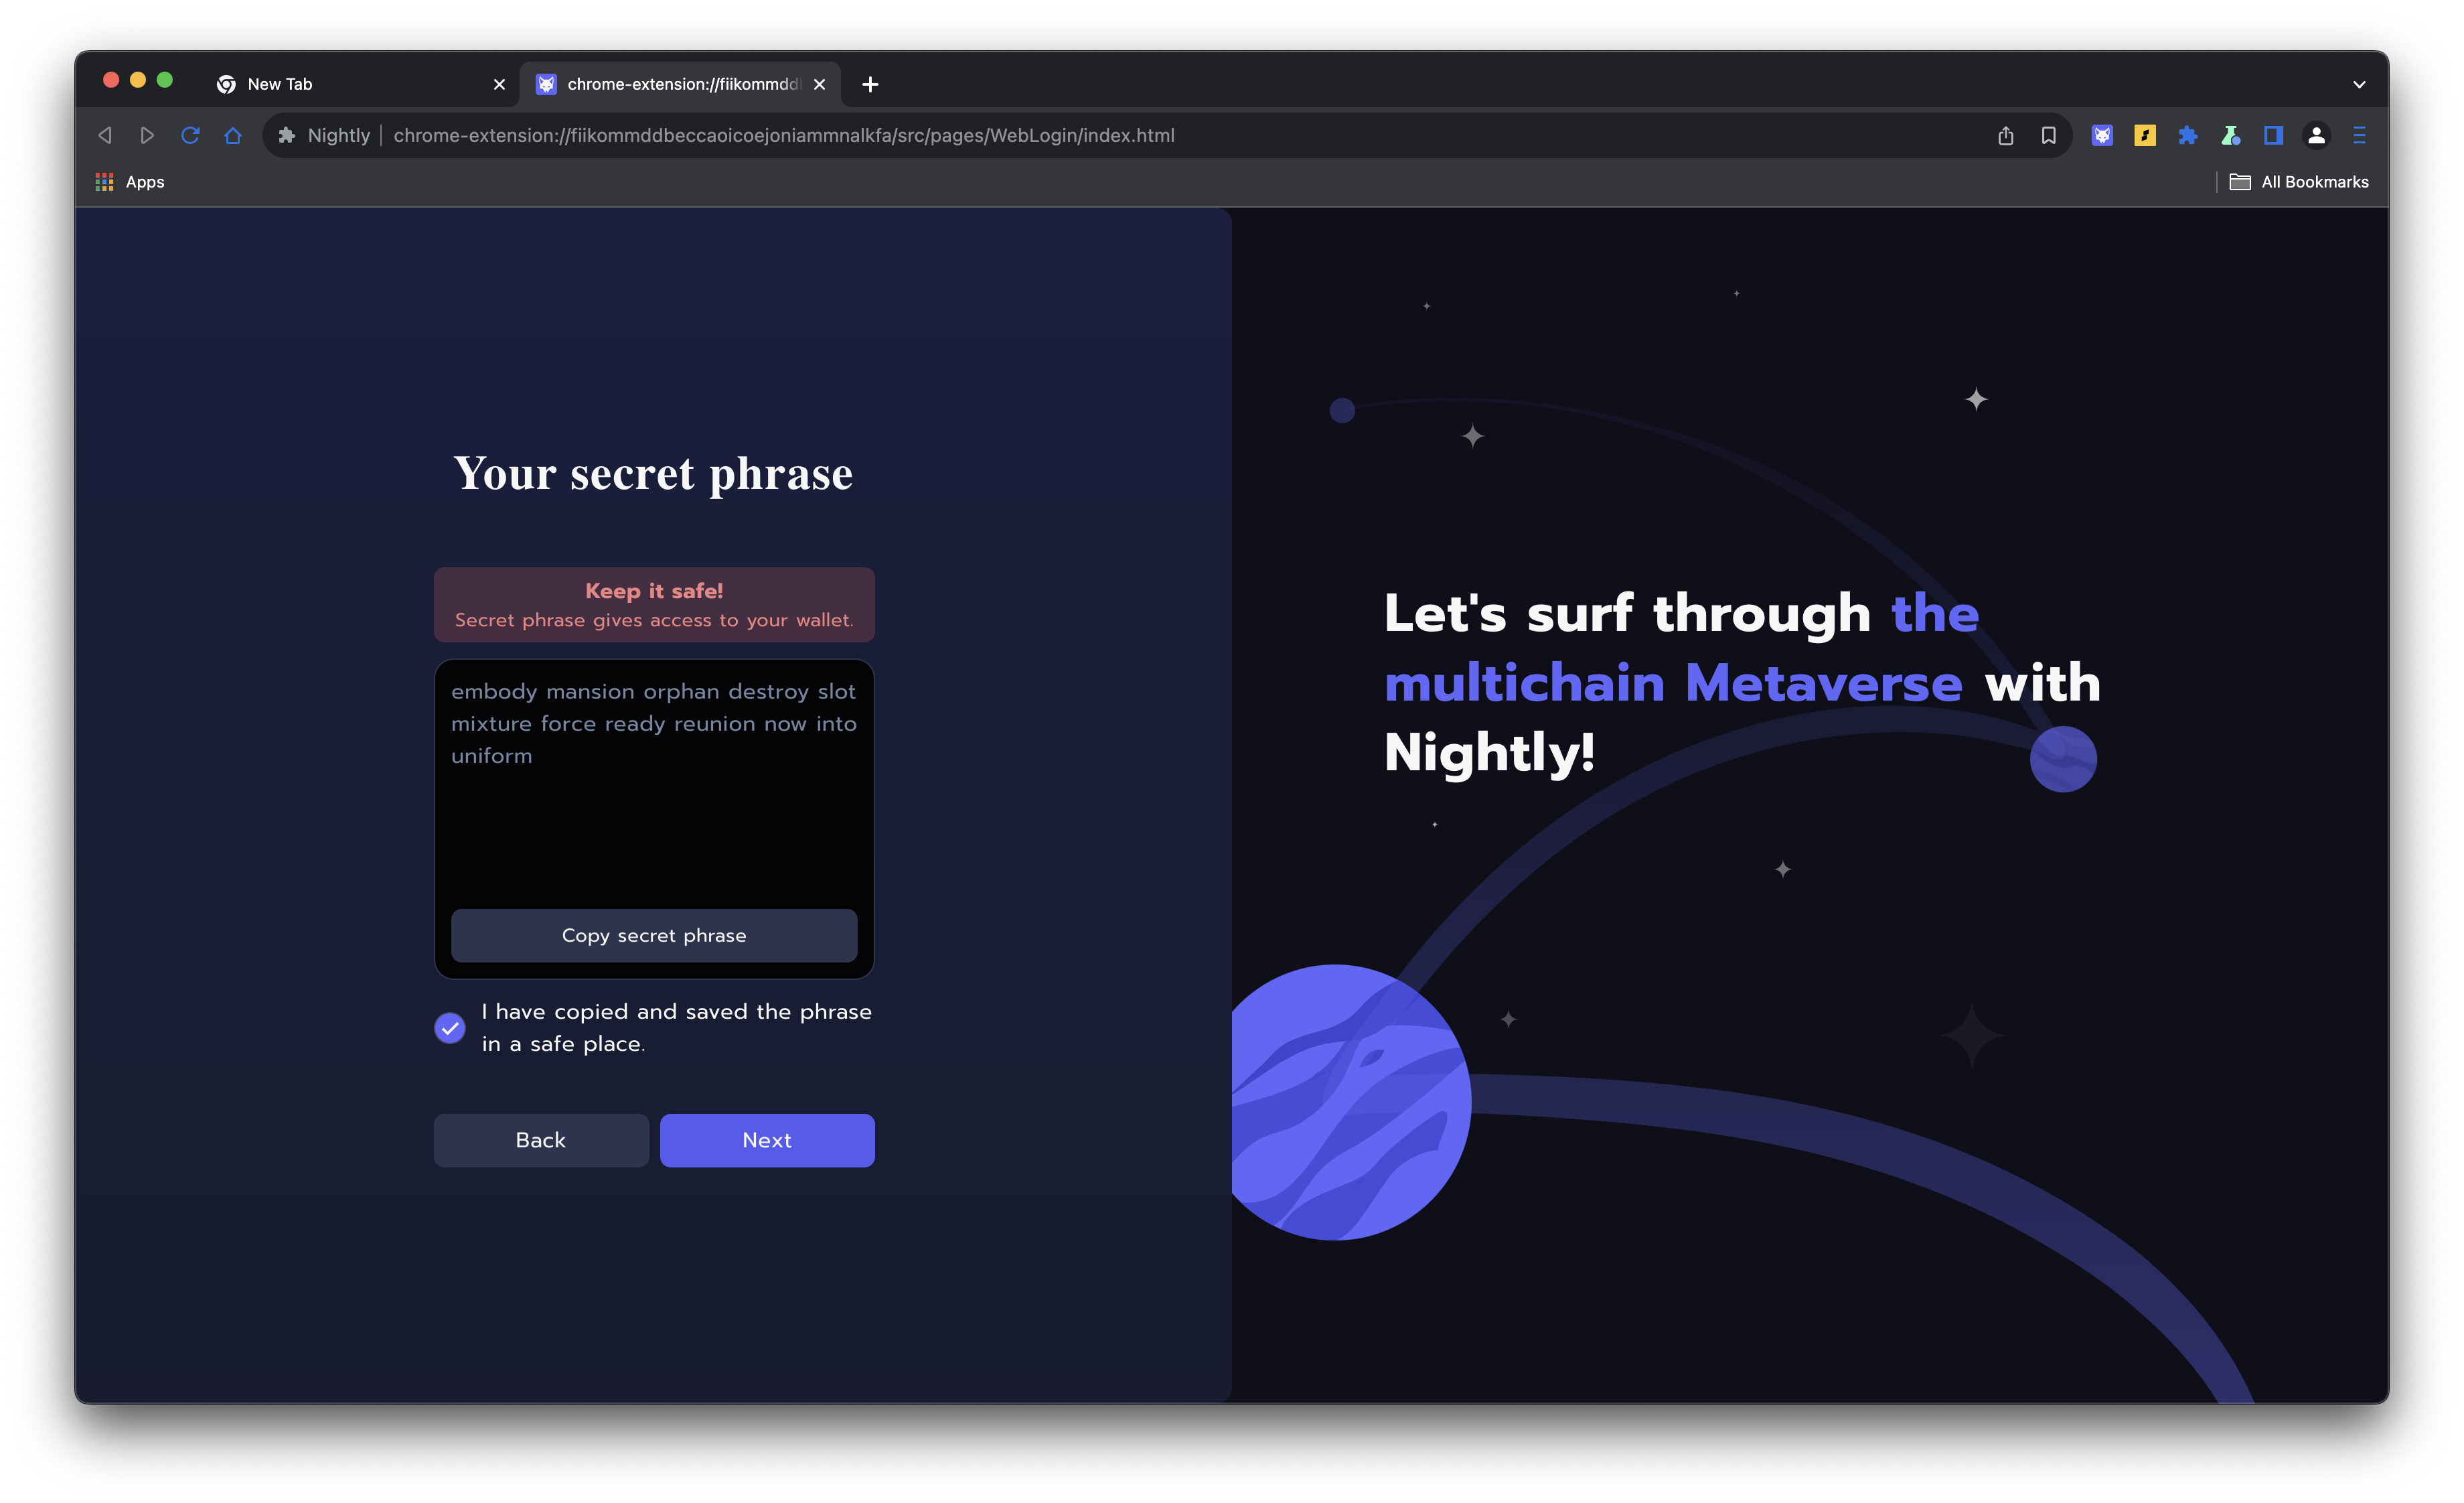 New Tab
chrome-extension://fiikommdd
Nightly
chrome-extension://fiikommddbeccaoicoejoniammnalkfa/src/pages/WebLogin/index.html
Apps
All Bookmarks
Your secret phrase
Keep it safe!
Secret phrase gives access to your wallet.
embody mansion orphan destroy slot
mixture force ready reunion now into
uniform
Copy secret phrase
I have copied and saved the phrase
in a safe place.
Back
Next
Let's surf through the
multichain Metaverse with
Nightly!